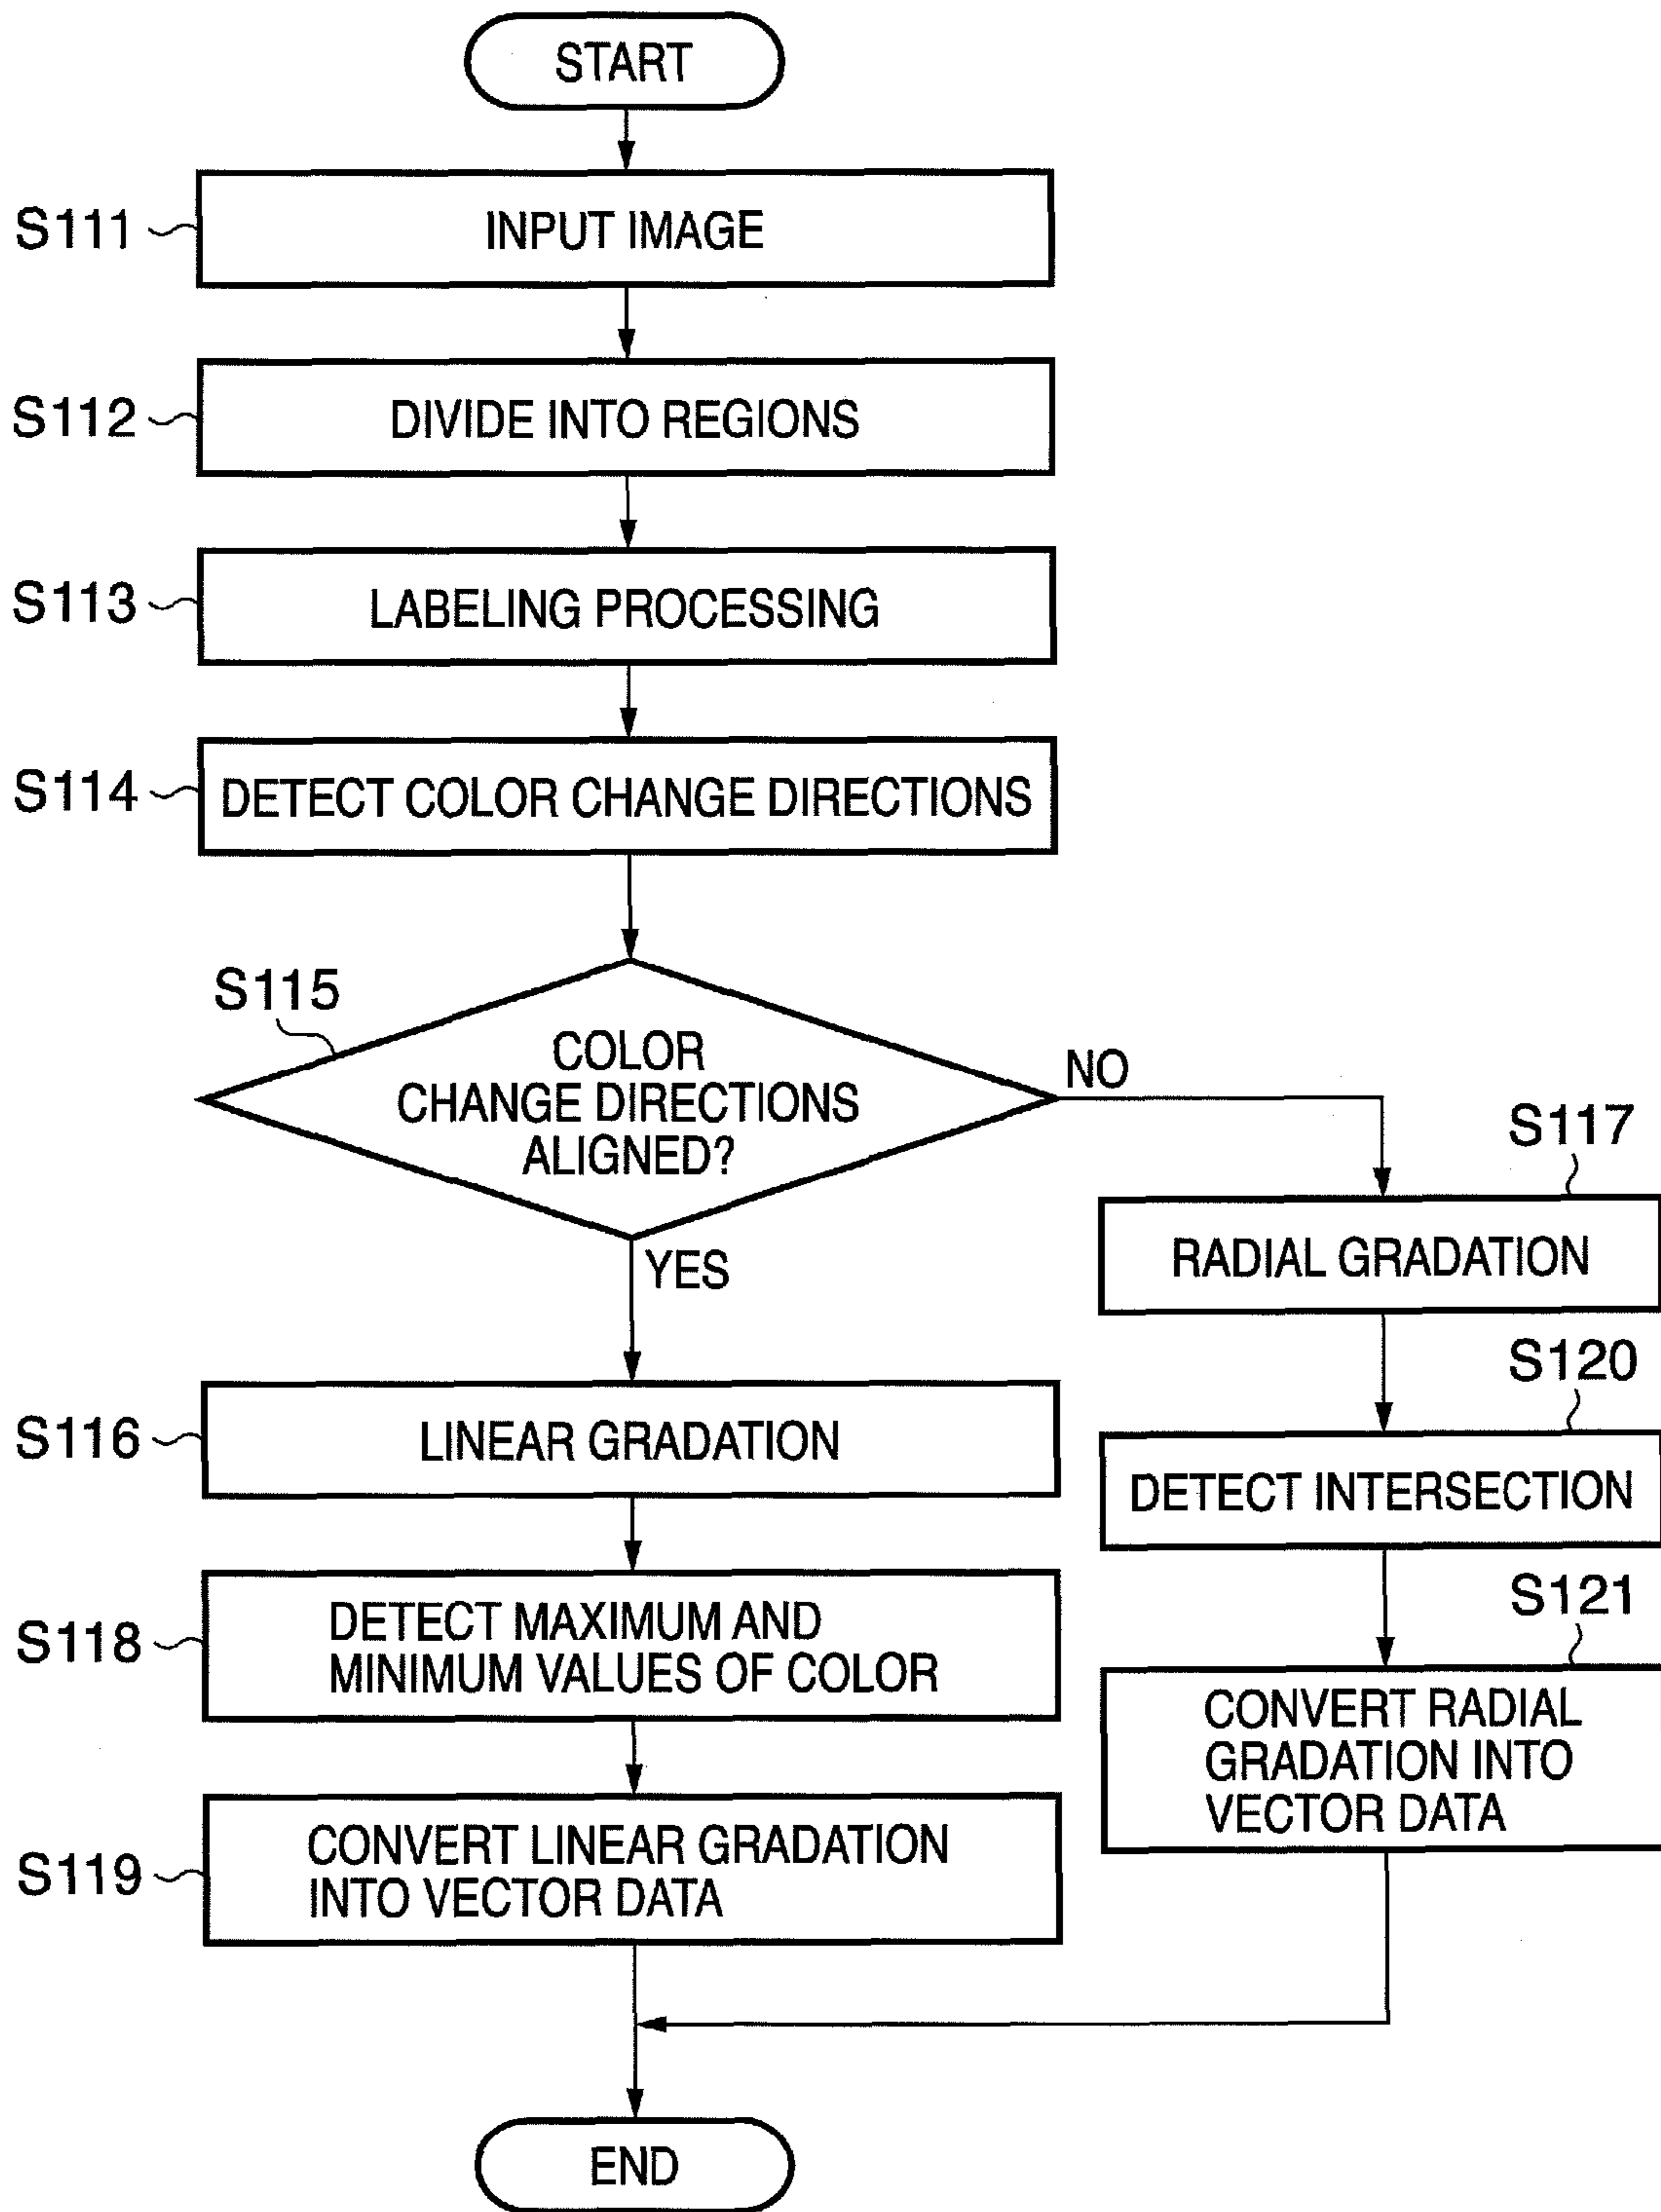 START
S111
INPUT IMAGE
S112
DIVIDE INTO REGIONS
S113
LABELING PROCESSING
S114
DETECT COLOR CHANGE DIRECTIONS
S115
COLOR
CHANGE DIRECTIONS
ALIGNED?
NO
YES
S117
RADIAL GRADATION
S120
DETECT INTERSECTION
S121
CONVERT RADIAL
GRADATION INTO
VECTOR DATA
S116
LINEAR GRADATION
S118
DETECT MAXIMUM AND
MINIMUM VALUES OF COLOR
S119
CONVERT LINEAR GRADATION
INTO VECTOR DATA
END